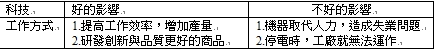 科技 好的影響 不好的影響
工作方式 1.提高工作效率，增加產量 1.機器取代人力，造成失業問題
2.研發創新與品質更好的商品 2.停電時，工廠就無法運作